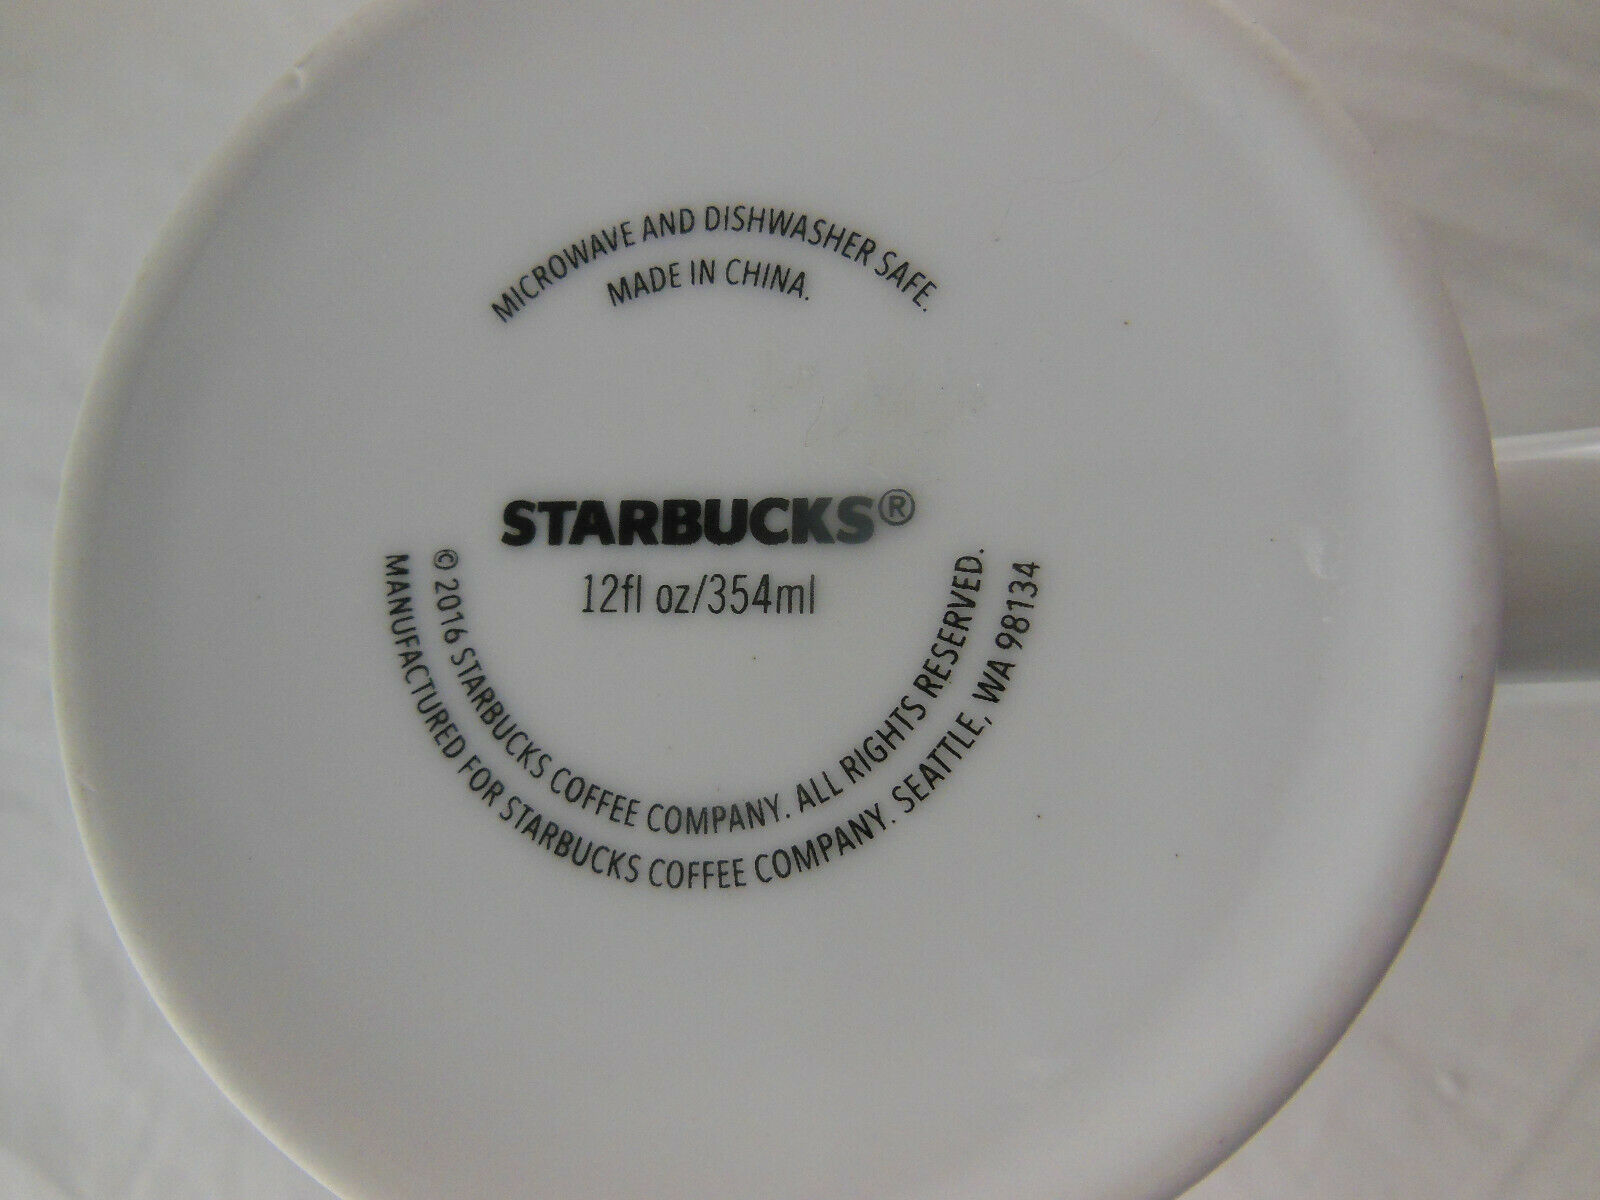 MICROWAVE AND DISHWASHER SAFE.
MADE IN CHINA.
STARBUCKS®
12fl oz/354ml
© 2016 STARBUCKS COFFEE COMPANY. ALL RIGHTS RESERVED.
MANUFACTURED FOR STARBUCKS COFFEE COMPANY. SEATTLE, WA 98134